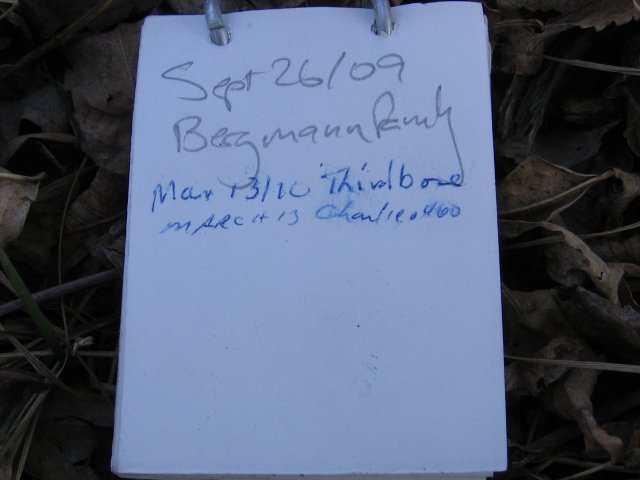 Sept 26/09
Bergmann Family
Mar 13/10 Thirdbase
MARCH 13 Charlie0460